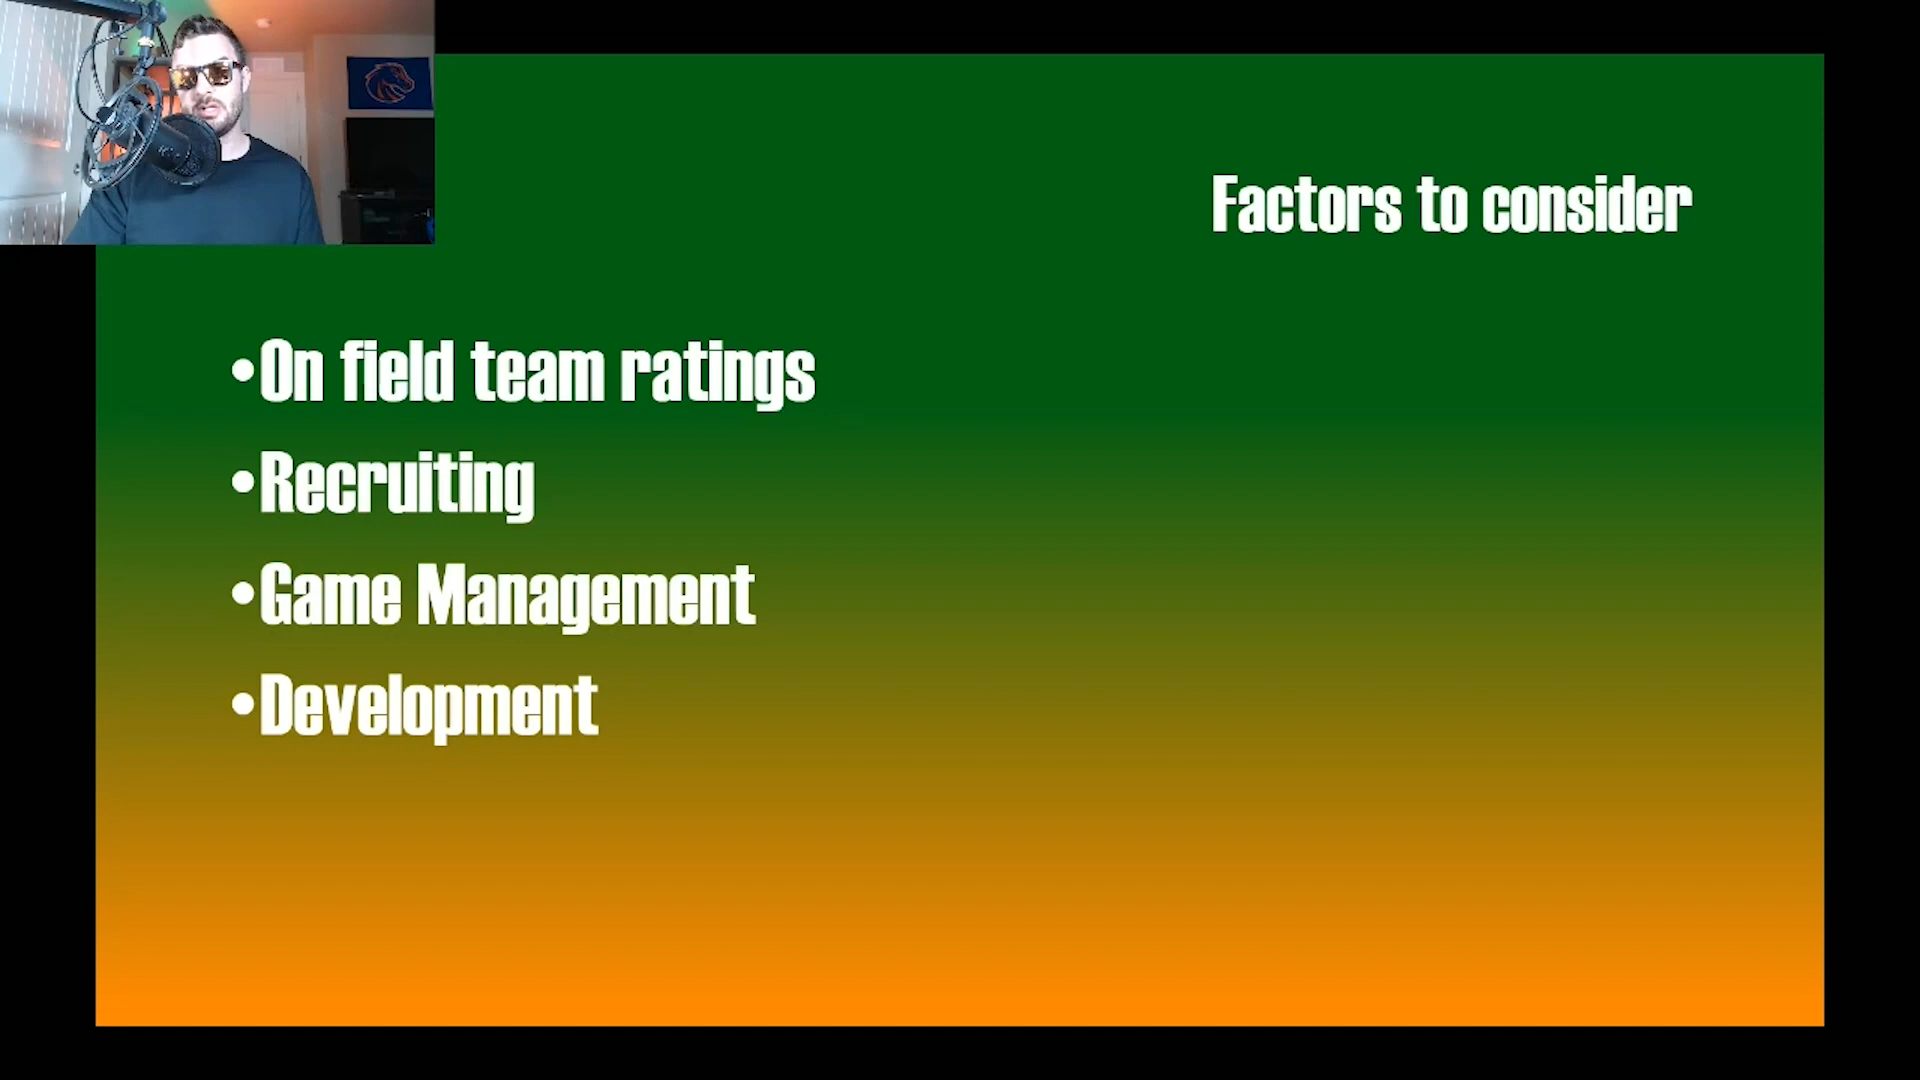 Factors to consider
•On field team ratings
•Recruiting
•Game Management
•Development